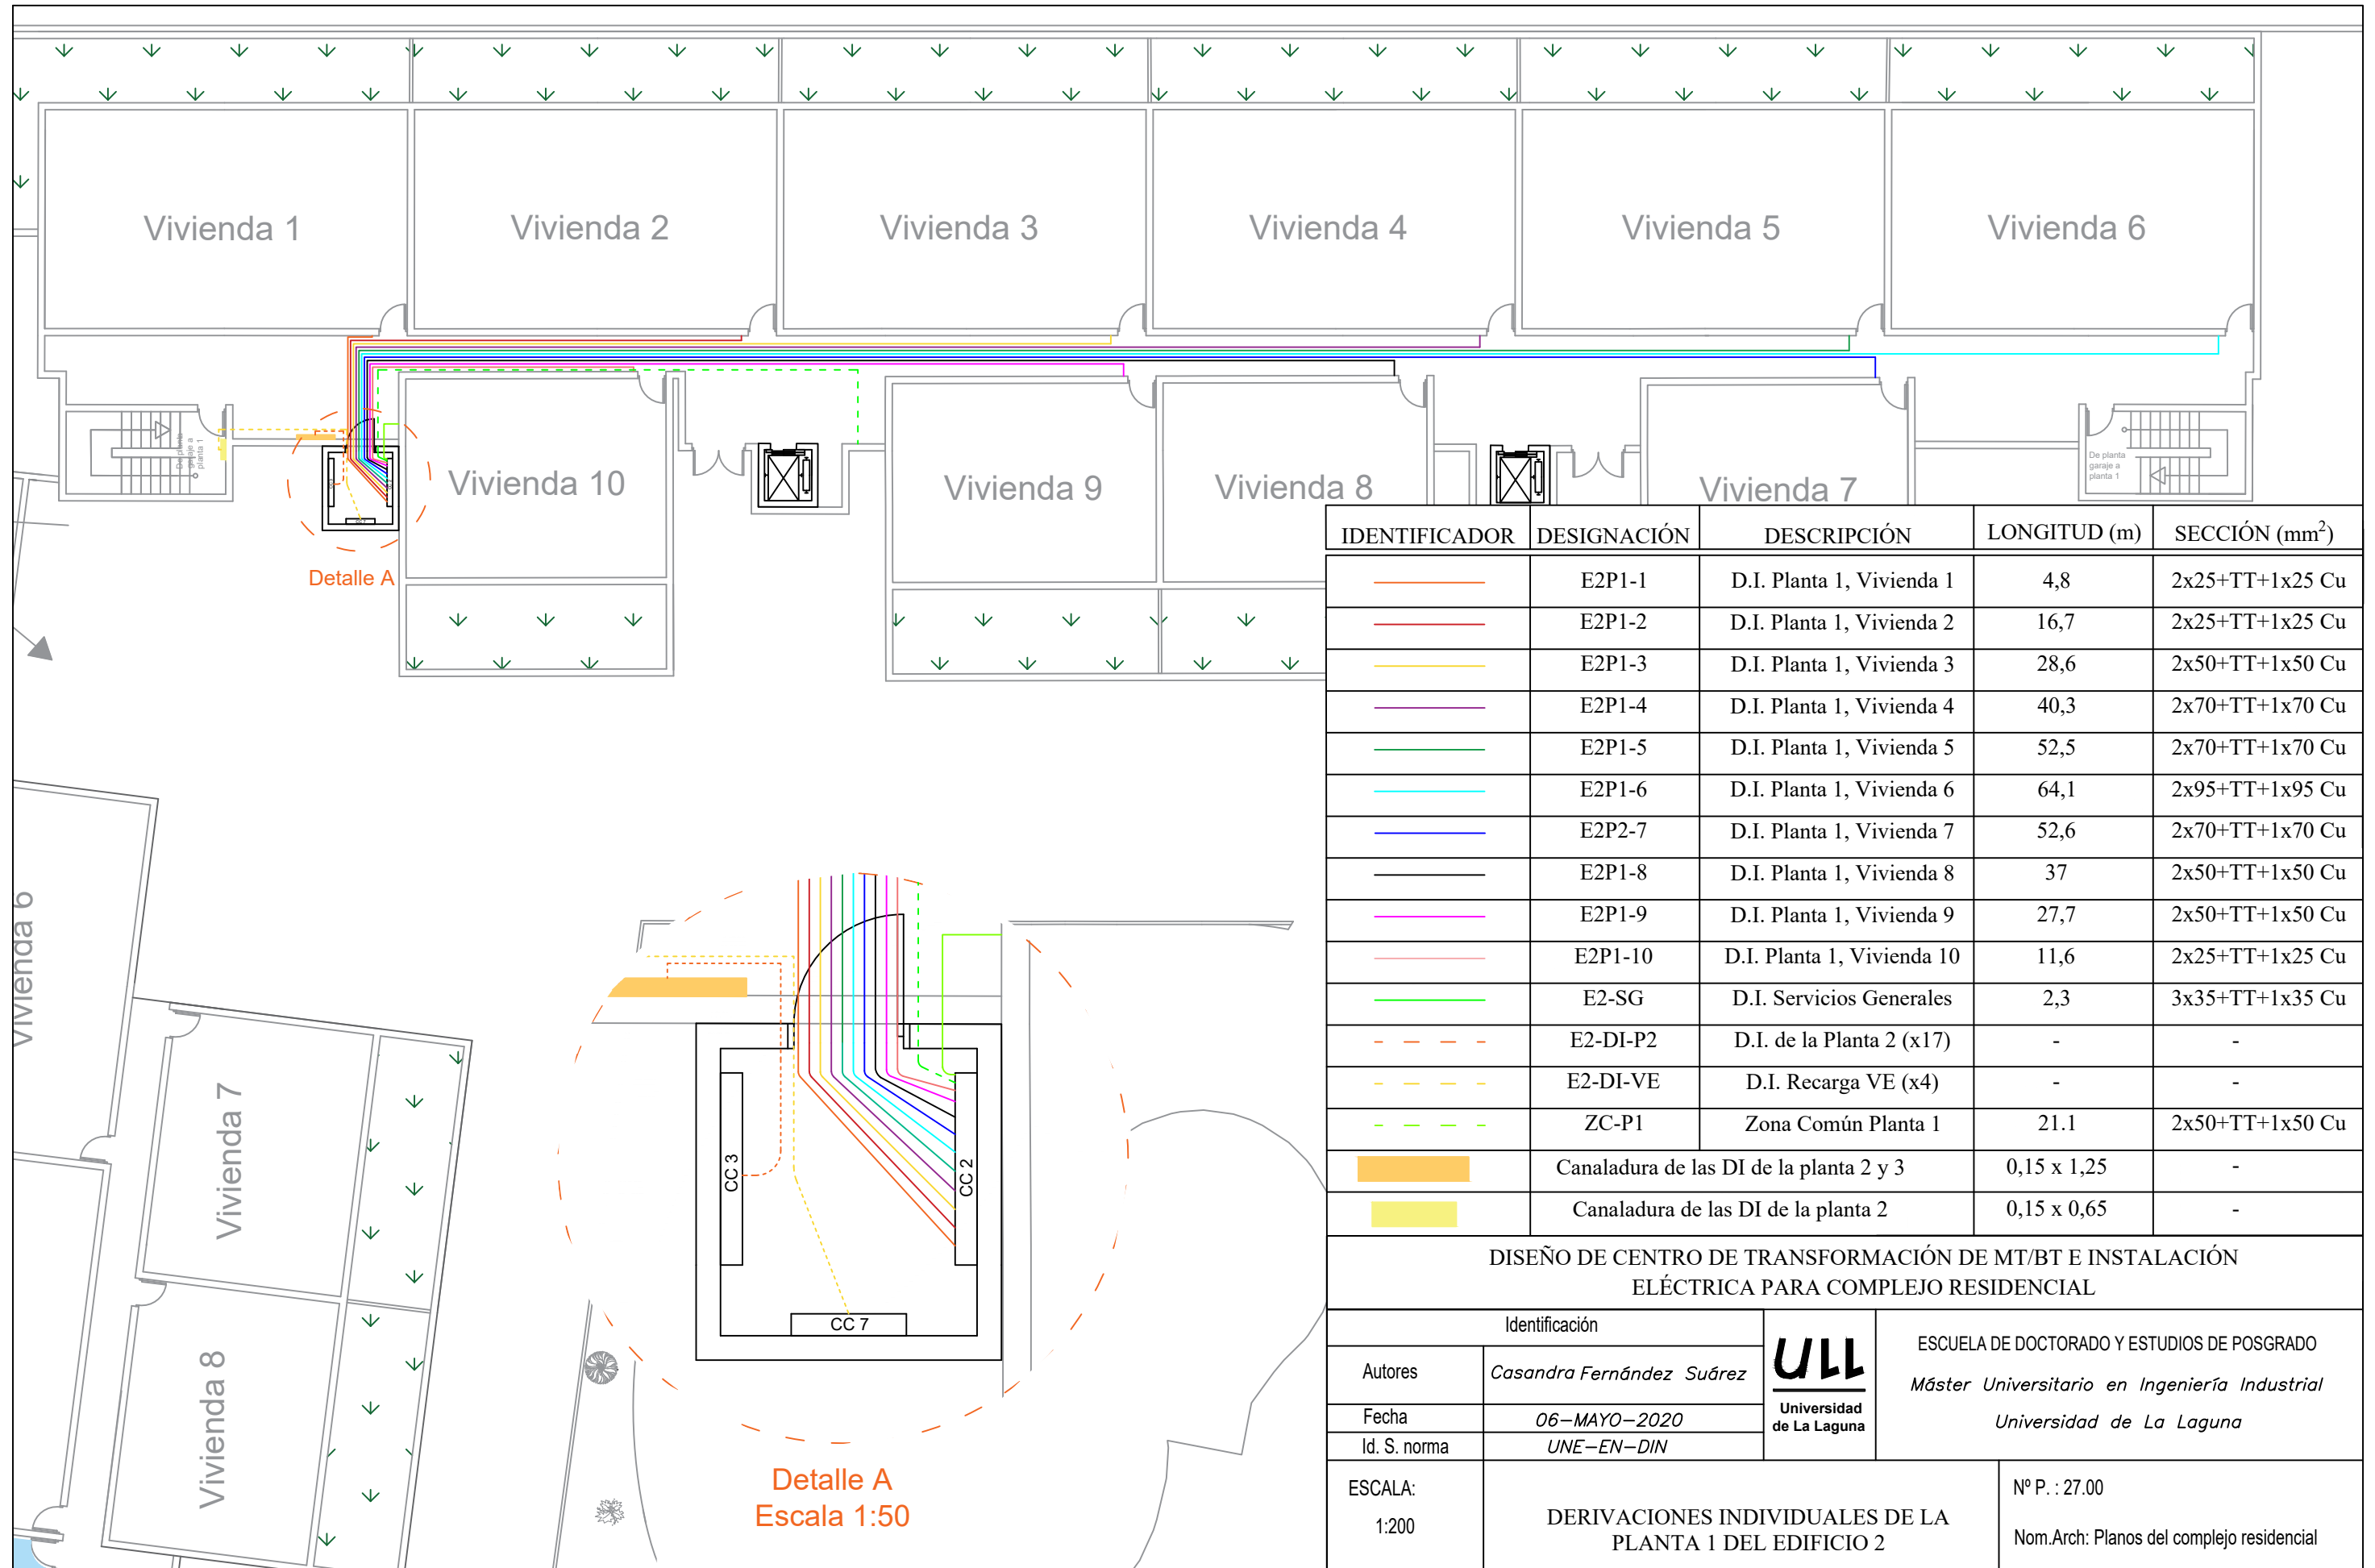 Vivienda 1
Vivienda 2
Vivienda 3
Vivienda 4
Vivienda 5
Vivienda 6
De planta
garaje a
planta 1
Vivienda 10
Vivienda 9
Vivienda 8
Vivienda 7
De planta
garaje a
planta 1
Detalle A
IDENTIFICADOR DESIGNACIÓN DESCRIPCIÓN LONGITUD (m) SECCIÓN (mm²)
E2P1-1 D.I. Planta 1, Vivienda 1 4,8 2x25+TT+1x25 Cu
E2P1-2 D.I. Planta 1, Vivienda 2 16,7 2x25+TT+1x25 Cu
E2P1-3 D.I. Planta 1, Vivienda 3 28,6 2x50+TT+1x50 Cu
E2P1-4 D.I. Planta 1, Vivienda 4 40,3 2x70+TT+1x70 Cu
E2P1-5 D.I. Planta 1, Vivienda 5 52,5 2x70+TT+1x70 Cu
E2P1-6 D.I. Planta 1, Vivienda 6 64,1 2x95+TT+1x95 Cu
E2P2-7 D.I. Planta 1, Vivienda 7 52,6 2x70+TT+1x70 Cu
E2P1-8 D.I. Planta 1, Vivienda 8 37 2x50+TT+1x50 Cu
E2P1-9 D.I. Planta 1, Vivienda 9 27,7 2x50+TT+1x50 Cu
E2P1-10 D.I. Planta 1, Vivienda 10 11,6 2x25+TT+1x25 Cu
E2-SG D.I. Servicios Generales 2,3 3x35+TT+1x35 Cu
E2-DI-P2 D.I. de la Planta 2 (x17) - -
E2-DI-VE D.I. Recarga VE (x4) - -
ZC-P1 Zona Común Planta 1 21.1 2x50+TT+1x50 Cu
Canaladura de las DI de la planta 2 y 3 0,15 x 1,25 -
Canaladura de las DI de la planta 2 0,15 x 0,65 -
Vivienda 6
Vivienda 7
Vivienda 8
CC 3
CC 2
CC 7
Detalle A
Escala 1:50
DISEÑO DE CENTRO DE TRANSFORMACIÓN DE MT/BT E INSTALACIÓN
ELÉCTRICA PARA COMPLEJO RESIDENCIAL
Identificación
Autores Casandra Fernández Suárez
Fecha 06-MAYO-2020
Id. S. norma UNE-EN-DIN
ULL
Universidad
de La Laguna
ESCUELA DE DOCTORADO Y ESTUDIOS DE POSGRADO
Máster Universitario en Ingeniería Industrial
Universidad de La Laguna
ESCALA:
1:200
DERIVACIONES INDIVIDUALES DE LA
PLANTA 1 DEL EDIFICIO 2
Nº P. : 27.00
Nom.Arch: Planos del complejo residencial